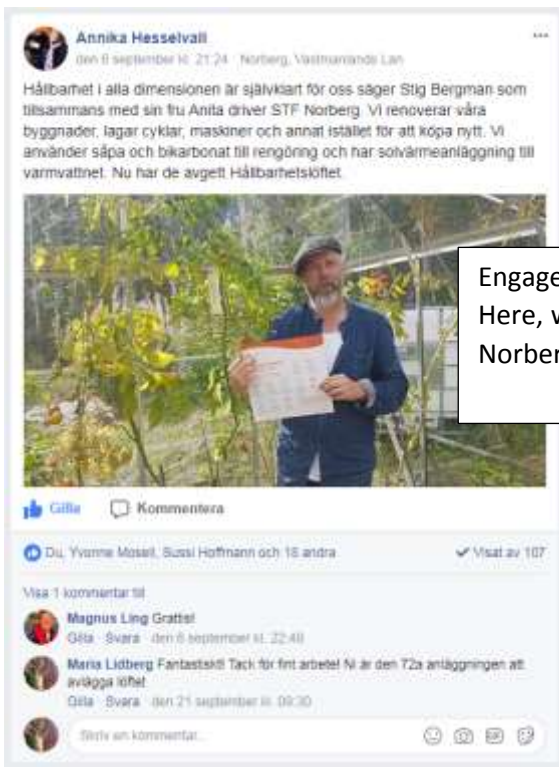 Annika Hesselvall
den 6 september kl. 21:24 · Norberg, Västmanlands Län
Hållbarhet i alla dimensionen är självklart för oss säger Stig Bergman som
tillsammans med sin fru Anita driver STF Norberg. Vi renoverar våra
byggnader, lagar cyklar, maskiner och annat istället för att köpa nytt. Vi
använder såpa och bikarbonat till rengöring och har solvärmeanläggning till
varmvattnet. Nu har de avgett Hållbarhetslöftet.
Engage
Here, v
Norber
Gilla Kommentera
Du, Yvonne Mosell, Sussi Hoffmann och 18 andra
Visat av 107
Visa 1 kommentar till
Magnus Ling Grattis!
Gilla · Svara · den 6 september kl. 22:48
Maria Lidberg Fantastiskt! Tack för fint arbete! Ni är den 72a anläggningen att
avlägga löftet
Gilla · Svara · den 21 september kl. 09:30
Skriv en kommentar...
GIF